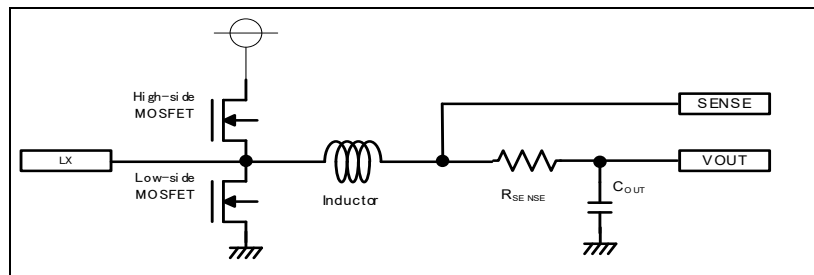 High-side
MOSFET
SENSE
LX
VOUT
Low-side
MOSFET
Inductor
RSENSE
COUT